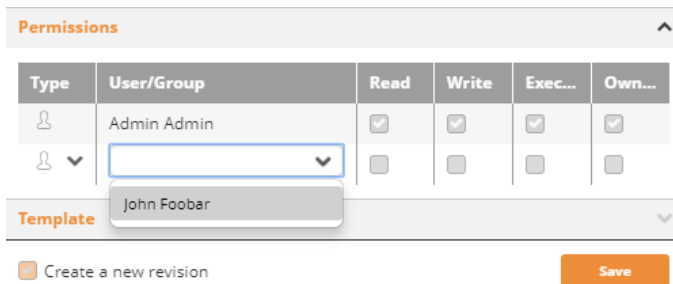 Permissions
Type User/Group Read Write Exec... Own...
Admin Admin
John Foobar
Template
Create a new revision Save